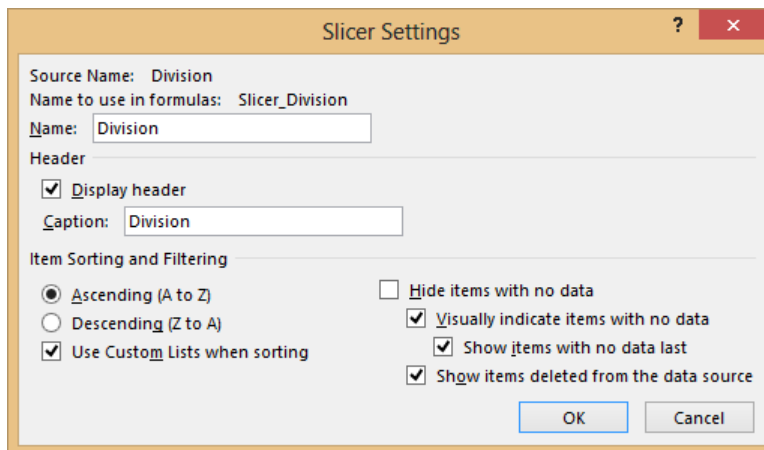 Slicer Settings
?
Source Name: Division
Name to use in formulas: Slicer_Division
Name: Division
Header
Display header
Caption: Division
Item Sorting and Filtering
Ascending (A to Z)
Descending (Z to A)
Use Custom Lists when sorting
Hide items with no data
Visually indicate items with no data
Show items with no data last
Show items deleted from the data source
OK
Cancel